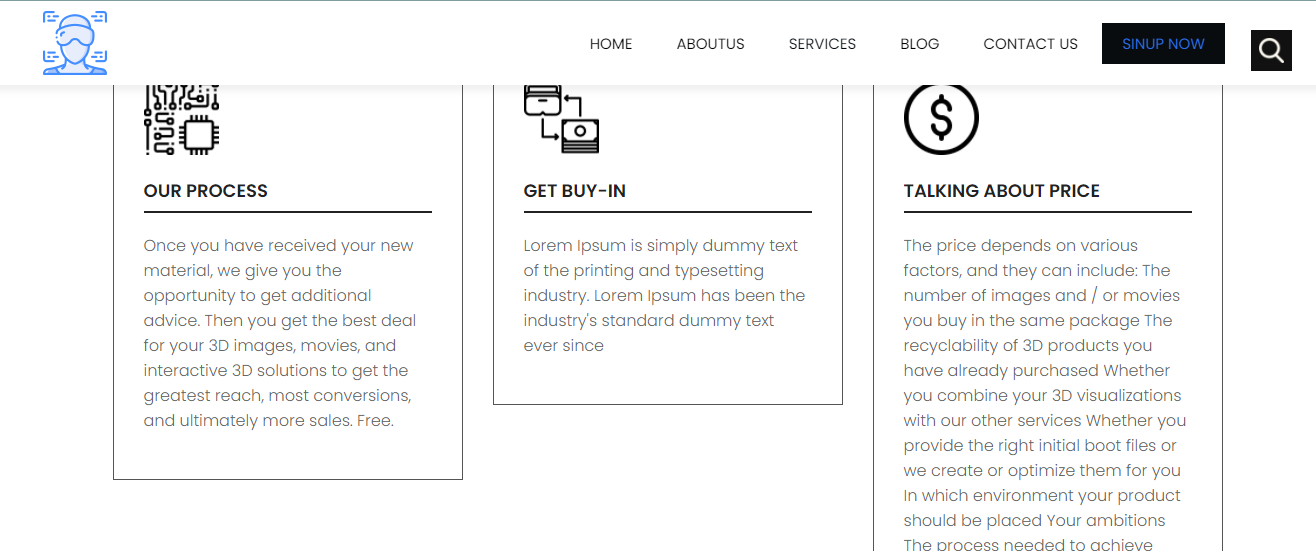 HOME ABOUTUS SERVICES BLOG CONTACT US SINUP NOW
OUR PROCESS
Once you have received your new
material, we give you the
opportunity to get additional
advice. Then you get the best deal
for your 3D images, movies, and
interactive 3D solutions to get the
greatest reach, most conversions,
and ultimately more sales. Free.
GET BUY-IN
Lorem Ipsum is simply dummy text
of the printing and typesetting
industry. Lorem Ipsum has been the
industry's standard dummy text
ever since
TALKING ABOUT PRICE
The price depends on various
factors, and they can include: The
number of images and / or movies
you buy in the same package The
recyclability of 3D products you
have already purchased Whether
you combine your 3D visualizations
with our other services Whether you
provide the right initial boot files or
we create or optimize them for you
In which environment your product
should be placed Your ambitions
The process needed to achieve